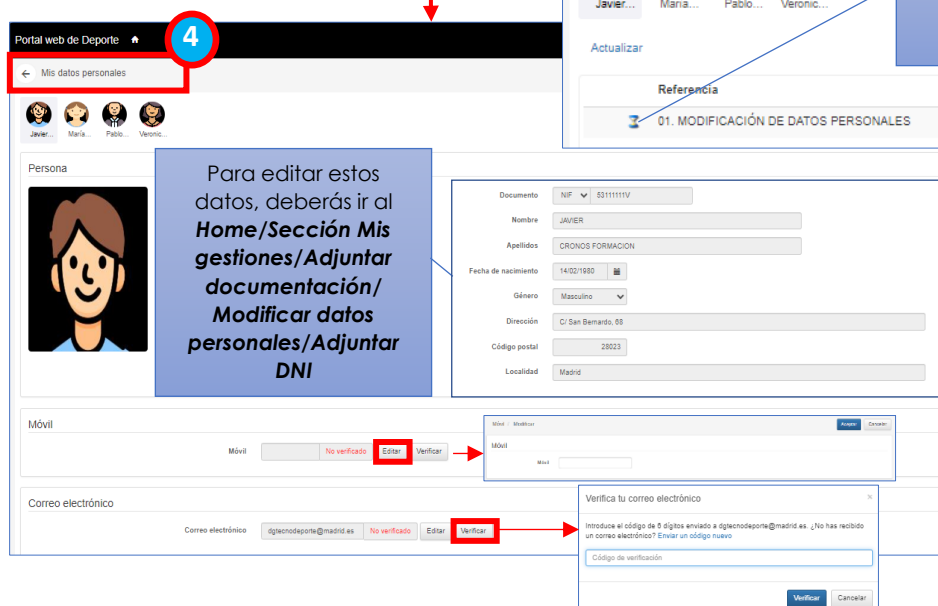 Javier... María... Pablo... Veronic...
Actualizar
Referencia
01. MODIFICACIÓN DE DATOS PERSONALES
Portal web de Deporte
4
Mis datos personales
Javier... María... Pablo... Veronic...
Persona
Para editar estos
datos, deberás ir al
Home/Sección Mis
gestiones/Adjuntar
documentación/
Modificar datos
personales/Adjuntar
DNI
Documento NIF 53111111V
Nombre JAVIER
Apellidos CRONOS FORMACION
Fecha de nacimiento 14/02/1980
Género Masculino
Dirección C/ San Bernardo, 68
Código postal 28023
Localidad Madrid
Móvil
Móvil No verificado Editar Verificar
Móvil / Modificar Aceptar Cancelar
Móvil
Móvil
Correo electrónico
Correo electrónico dgtecnodeporte@madrid.es No verificado Editar Verificar
Verifica tu correo electrónico ×
Introduce el código de 6 dígitos enviado a dgtecnodeporte@madrid.es. ¿No has recibido
un correo electrónico? Enviar un código nuevo
Código de verificación
Verificar Cancelar